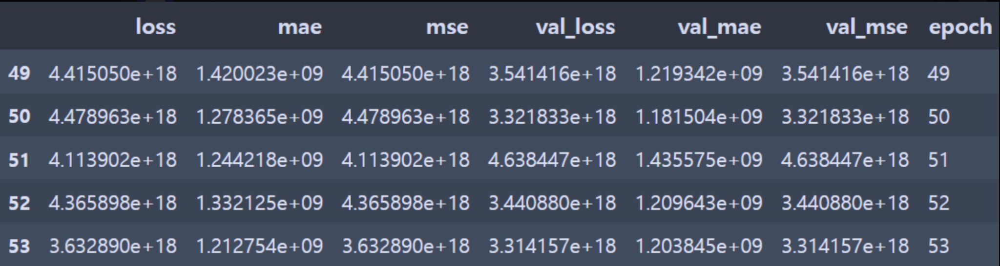 loss mae mse val_loss val_mae val_mse epoch
49 4.415050e+18 1.420023e+09 4.415050e+18 3.541416e+18 1.219342e+09 3.541416e+18 49
50 4.478963e+18 1.278365e+09 4.478963e+18 3.321833e+18 1.181504e+09 3.321833e+18 50
51 4.113902e+18 1.244218e+09 4.113902e+18 4.638447e+18 1.435575e+09 4.638447e+18 51
52 4.365898e+18 1.332125e+09 4.365898e+18 3.440880e+18 1.209643e+09 3.440880e+18 52
53 3.632890e+18 1.212754e+09 3.632890e+18 3.314157e+18 1.203845e+09 3.314157e+18 53